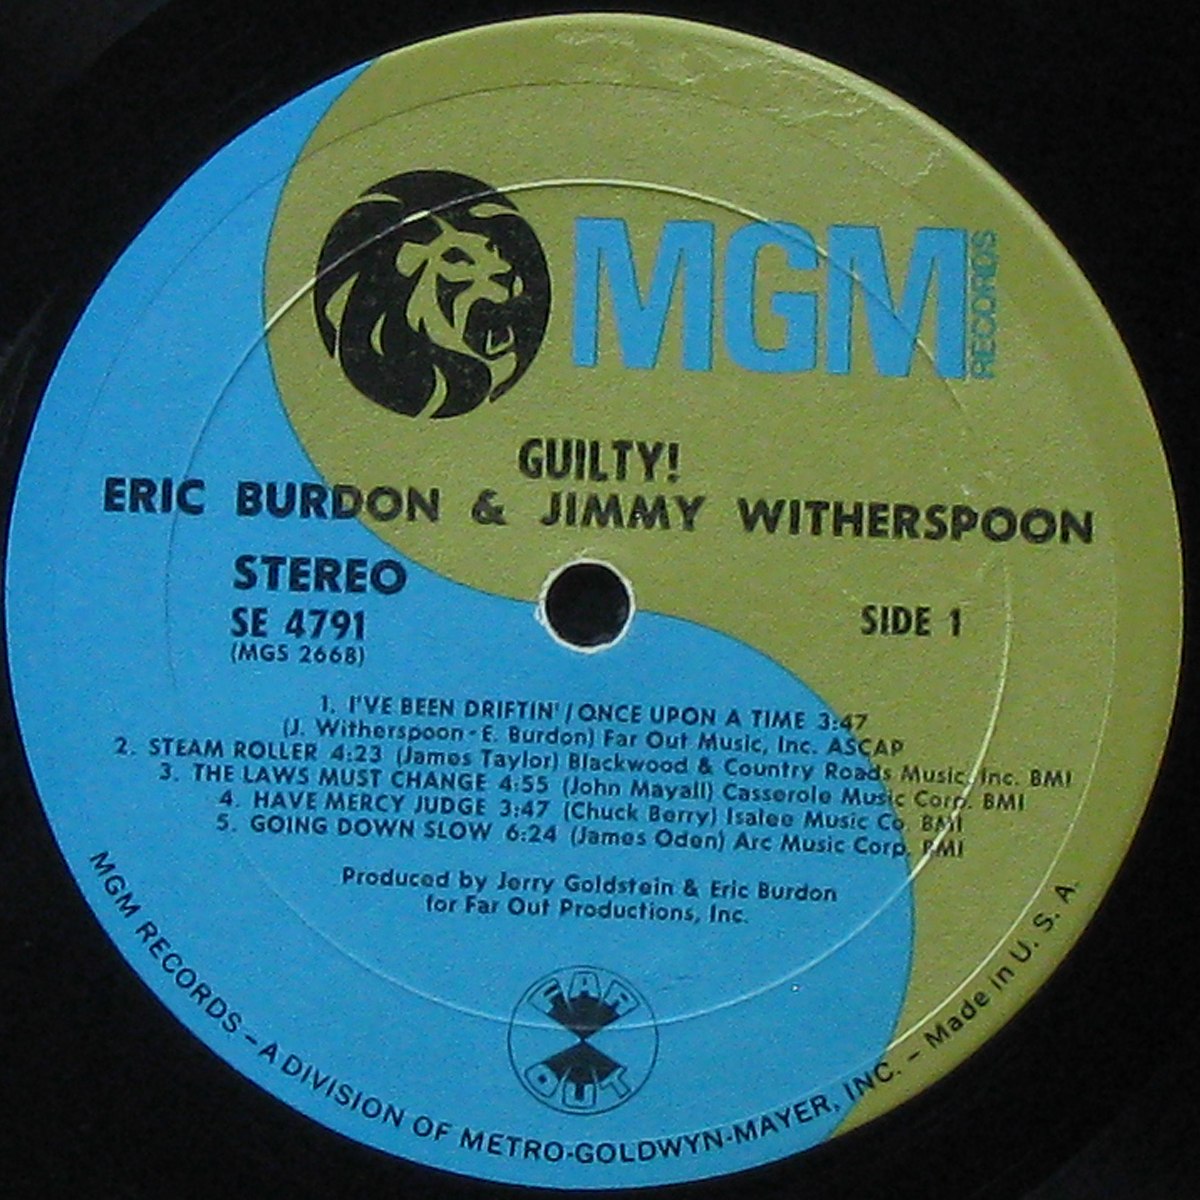 MGM
RECORDS
GUILTY!
ERIC BURDON & JIMMY WITHERSPOON
STEREO
SE 4791
(MGS 2668)
SIDE 1
1. I'VE BEEN DRIFTIN' / ONCE UPON A TIME 3:47
(J. Witherspoon - E. Burdon) Far Out Music, Inc. ASCAP
2. STEAM ROLLER 4:23 (James Taylor) Blackwood & Country Roads Music, Inc. BMI
3. THE LAWS MUST CHANGE 4:55 (John Mayall) Casserole Music Corp. BMI
4. HAVE MERCY JUDGE 3:47 (Chuck Berry) Isalee Music Co. BMI
5. GOING DOWN SLOW 6:24 (James Oden) Arc Music Corp. BMI
Produced by Jerry Goldstein & Eric Burdon
for Far Out Productions, Inc.
FAR
OUT
MGM RECORDS – A DIVISION OF METRO-GOLDWYN-MAYER, INC. – Made in U. S. A.